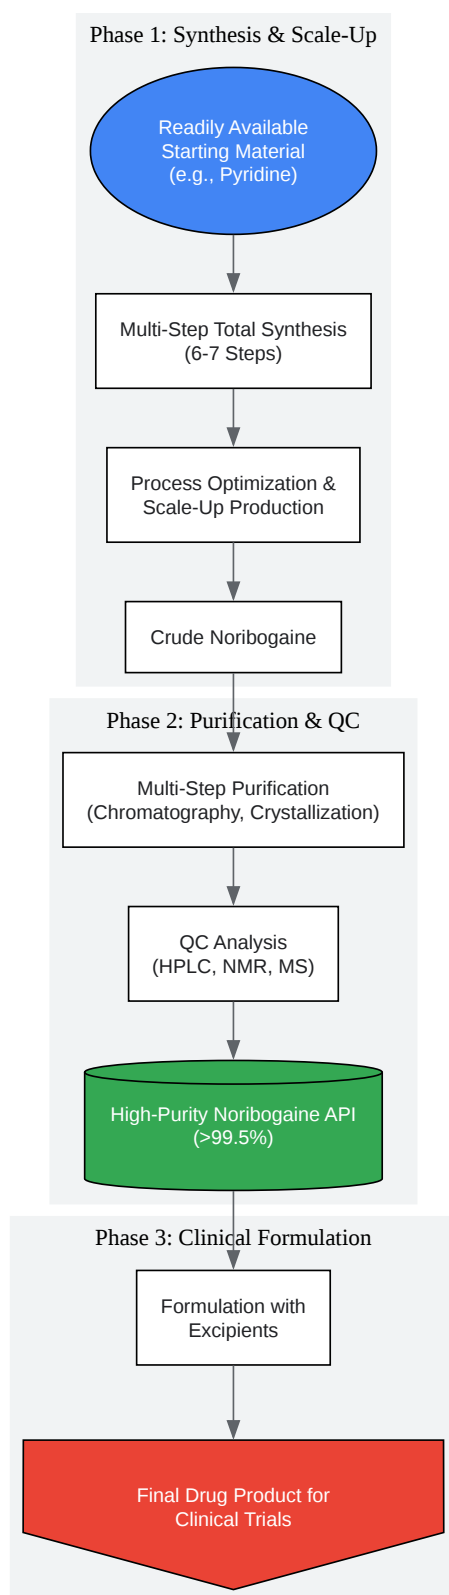 Phase 1: Synthesis & Scale-Up
Readily Available
Starting Material
(e.g., Pyridine)
Multi-Step Total Synthesis
(6-7 Steps)
Process Optimization &
Scale-Up Production
Crude Noribogaine
Phase 2: Purification & QC
Multi-Step Purification
(Chromatography, Crystallization)
QC Analysis
(HPLC, NMR, MS)
High-Purity Noribogaine API
(>99.5%)
Phase 3: Clinical Formulation
Formulation with
Excipients
Final Drug Product for
Clinical Trials